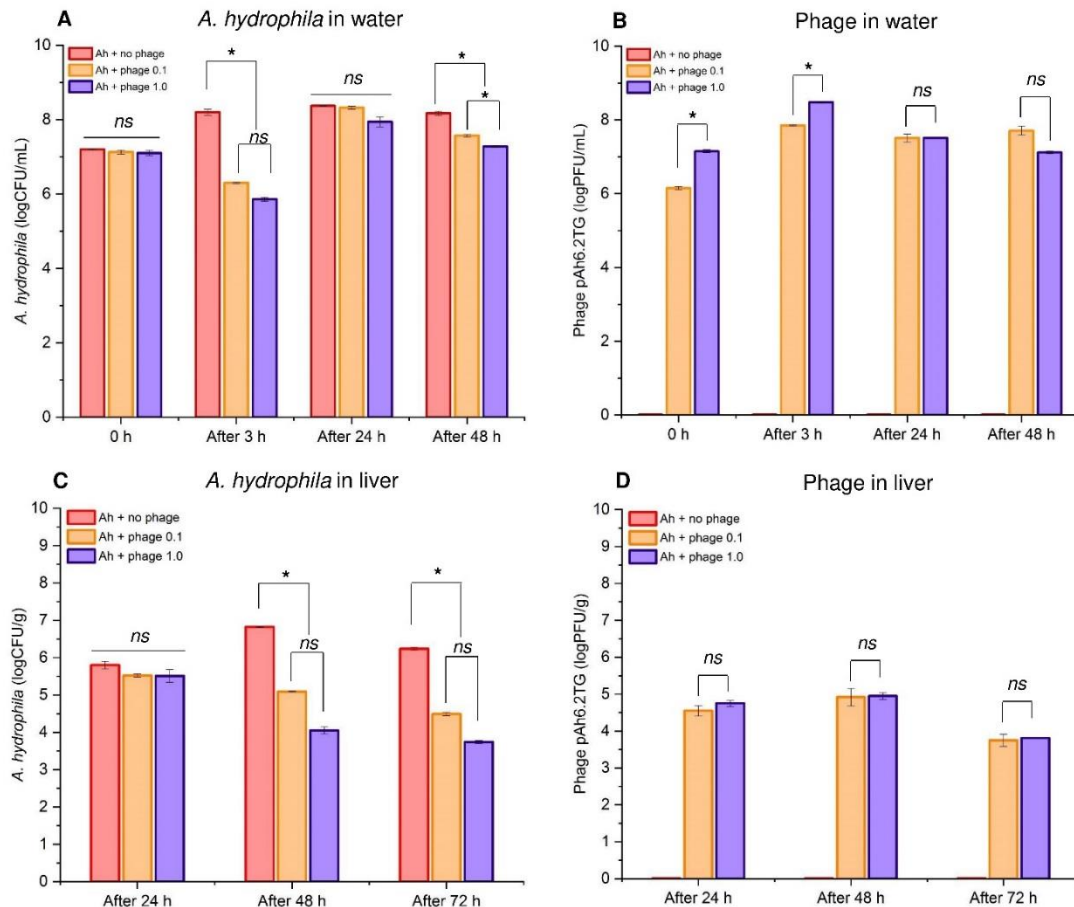 A
A. hydrophila in water
Ah + no phage
Ah + phage 0.1
Ah + phage 1.0
A. hydrophila (logCFU/mL)
10
8
6
4
2
0
ns
*
ns
ns
*
*
0 h
After 3 h
After 24 h
After 48 h
B
Phage in water
Ah + no phage
Ah + phage 0.1
Ah + phage 1.0
Phage pAh6.2TG (logPFU/mL)
10
8
6
4
2
0
*
*
ns
ns
0 h
After 3 h
After 24 h
After 48 h
C
A. hydrophila in liver
Ah + no phage
Ah + phage 0.1
Ah + phage 1.0
A. hydrophila (logCFU/g)
10
9
8
7
6
5
4
3
2
1
0
ns
*
ns
*
ns
After 24 h
After 48 h
After 72 h
D
Phage in liver
Ah + no phage
Ah + phage 0.1
Ah + phage 1.0
Phage pAh6.2TG (logPFU/g)
10
9
8
7
6
5
4
3
2
1
0
ns
ns
ns
After 24 h
After 48 h
After 72 h